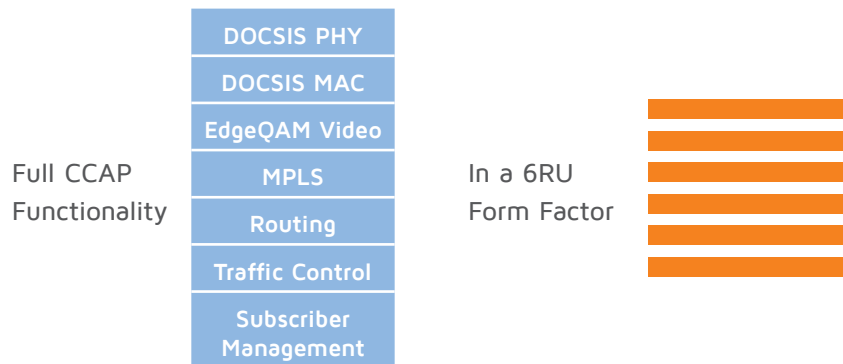 Full CCAP
Functionality
DOCSIS PHY
DOCSIS MAC
EdgeQAM Video
MPLS
Routing
Traffic Control
Subscriber
Management
In a 6RU
Form Factor